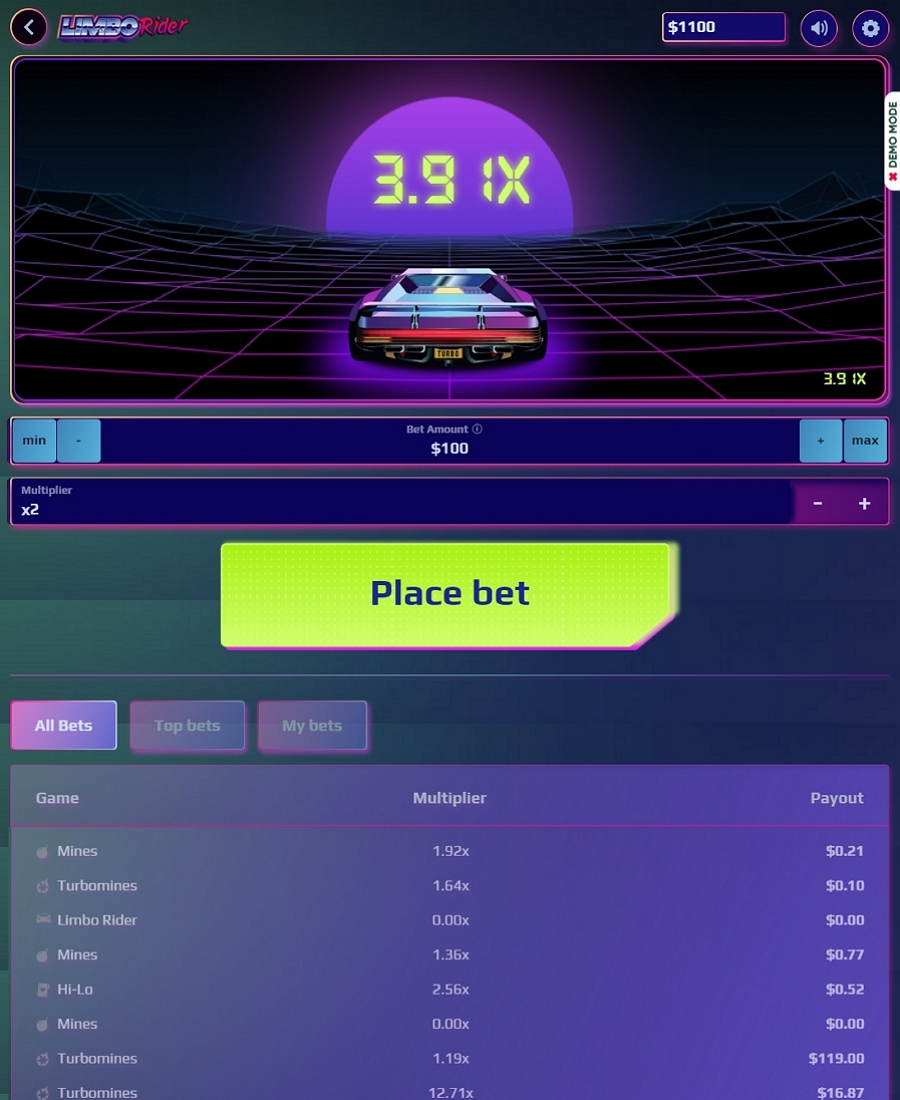 LIMBO Rider
$1100
DEMO MODE
3.91X
TURBO
3.91X
min
-
Bet Amount
$100
+
max
Multiplier
x2
-
+
Place bet
All Bets
Top bets
My bets
Game Multiplier Payout
Mines 1.92x $0.21
Turbomines 1.64x $0.10
Limbo Rider 0.00x $0.00
Mines 1.36x $0.77
Hi-Lo 2.56x $0.52
Mines 0.00x $0.00
Turbomines 1.19x $119.00
Turbomines 12.71x $16.87